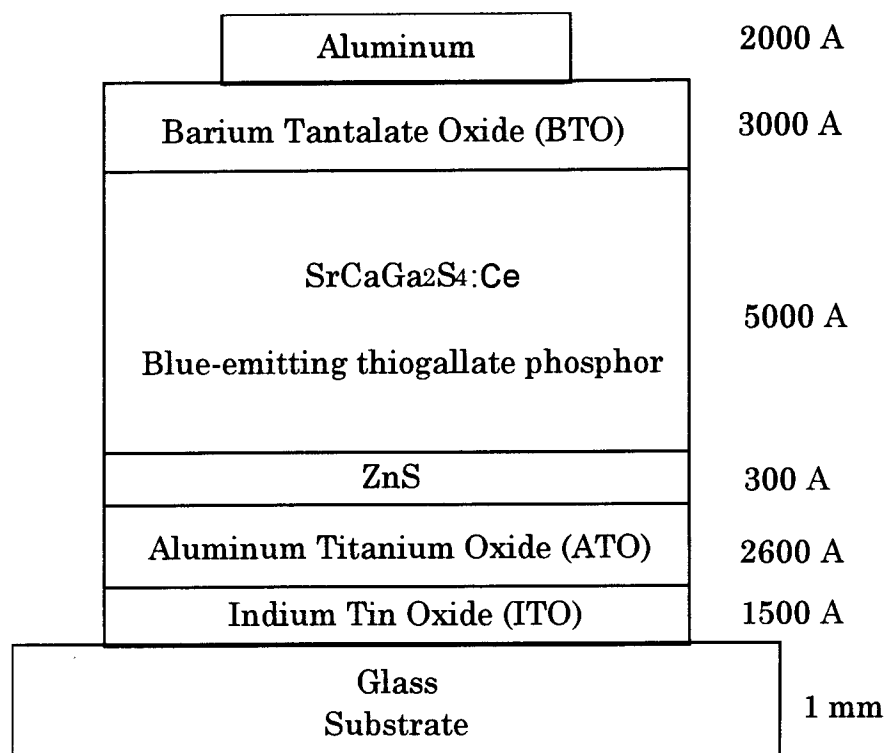 Aluminum 2000 A
Barium Tantalate Oxide (BTO) 3000 A
SrCaGa2S4:Ce
Blue-emitting thiogallate phosphor
5000 A
ZnS 300 A
Aluminum Titanium Oxide (ATO) 2600 A
Indium Tin Oxide (ITO) 1500 A
Glass
Substrate
1 mm